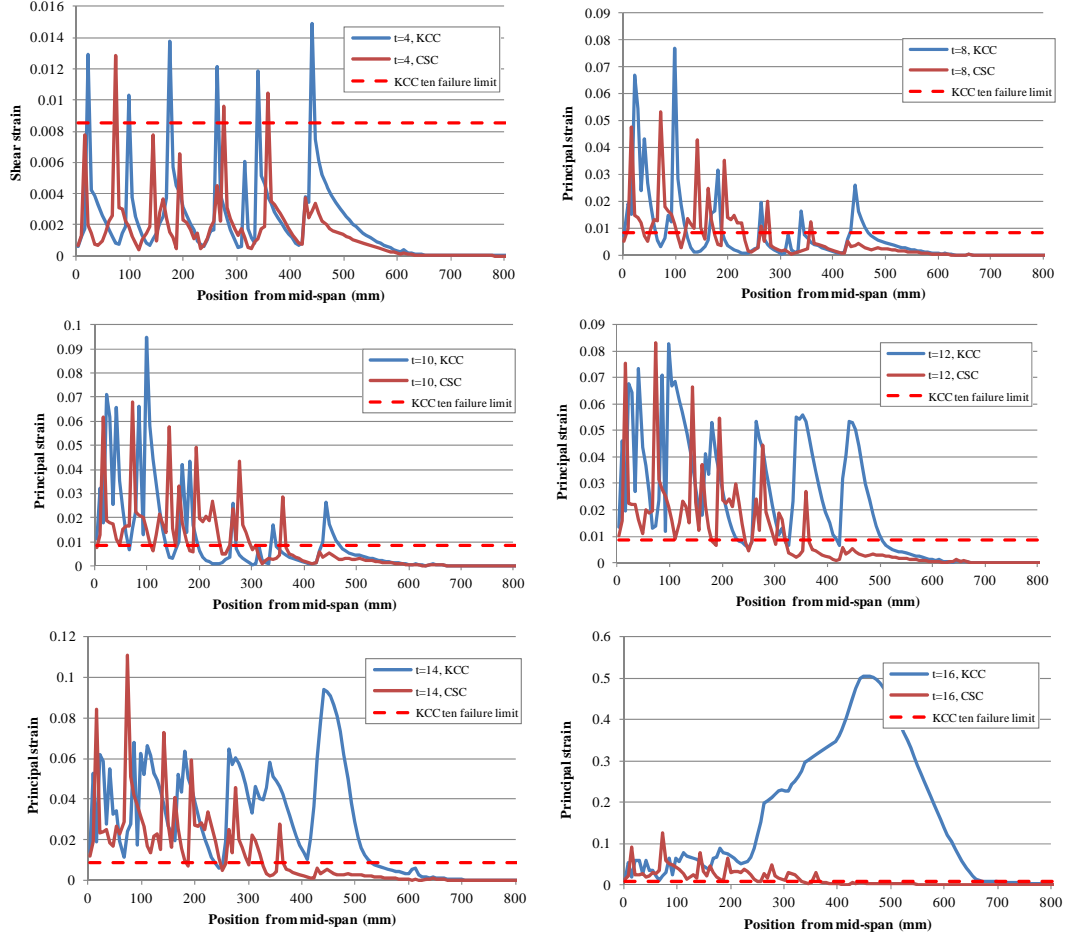 0.016
0.014
0.012
0.01
0.008
0.006
0.004
0.002
0
Shear strain
t=4, KCC
t=4, CSC
KCC ten failure limit
0 100 200 300 400 500 600 700 800
Position from mid-span (mm)
0.09
0.08
0.07
0.06
0.05
0.04
0.03
0.02
0.01
0
Principal strain
t=8, KCC
t=8, CSC
KCC ten failure limit
0 100 200 300 400 500 600 700 800
Position from mid-span (mm)
0.1
0.09
0.08
0.07
0.06
0.05
0.04
0.03
0.02
0.01
0
Principal strain
t=10, KCC
t=10, CSC
KCC ten failure limit
0 100 200 300 400 500 600 700 800
Position from mid-span (mm)
0.09
0.08
0.07
0.06
0.05
0.04
0.03
0.02
0.01
0
Principal strain
t=12, KCC
t=12, CSC
KCC ten failure limit
0 100 200 300 400 500 600 700 800
Position from mid-span (mm)
0.12
0.1
0.08
0.06
0.04
0.02
0
Principal strain
t=14, KCC
t=14, CSC
KCC ten failure limit
0 100 200 300 400 500 600 700 800
Position from mid-span (mm)
0.6
0.5
0.4
0.3
0.2
0.1
0
Principal strain
t=16, KCC
t=16, CSC
KCC ten failure limit
0 100 200 300 400 500 600 700 800
Position from mid-span (mm)